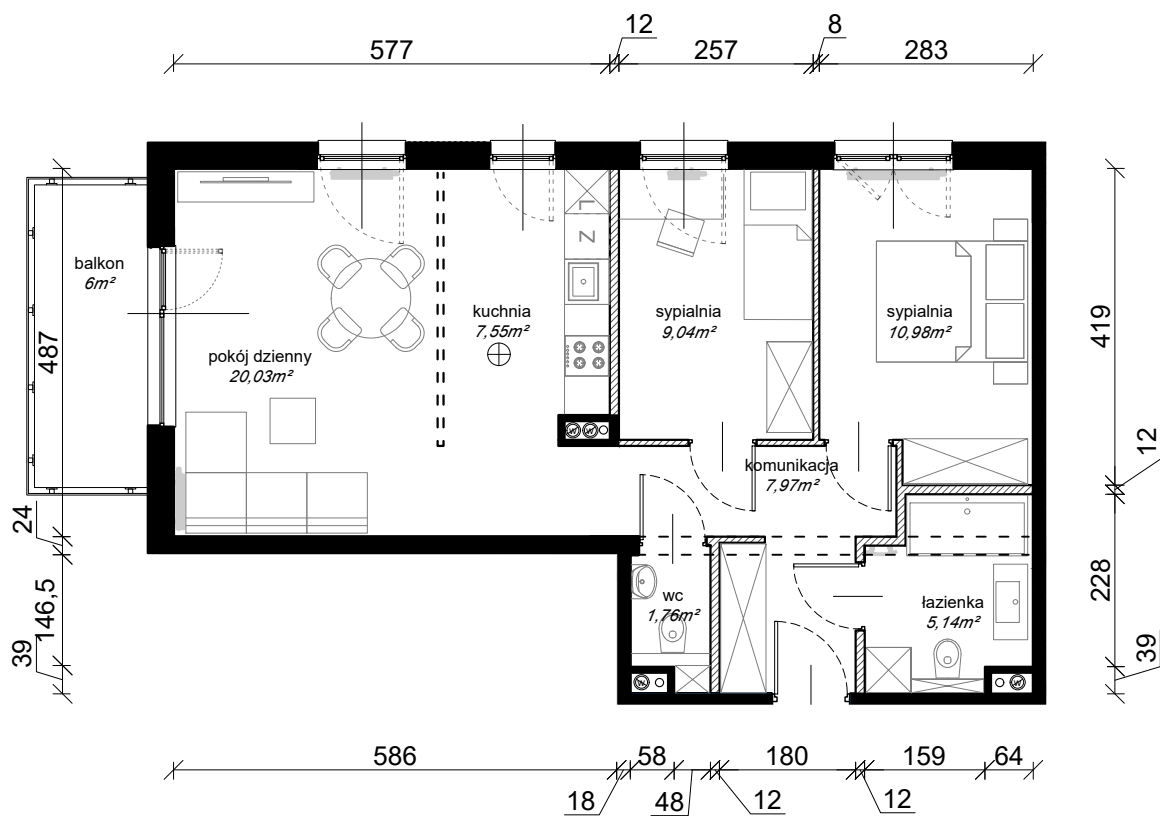 577
12
257
8
283
balkon
6m²
487
pokój dzienny
20,03m²
kuchnia
7,55m²
L
Z
sypialnia
9,04m²
sypialnia
10,98m²
419
komunikacja
7,97m²
12
24
146,5
39
wc
1,76m²
łazienka
5,14m²
228
39
586
18
58
48
12
180
12
159
64